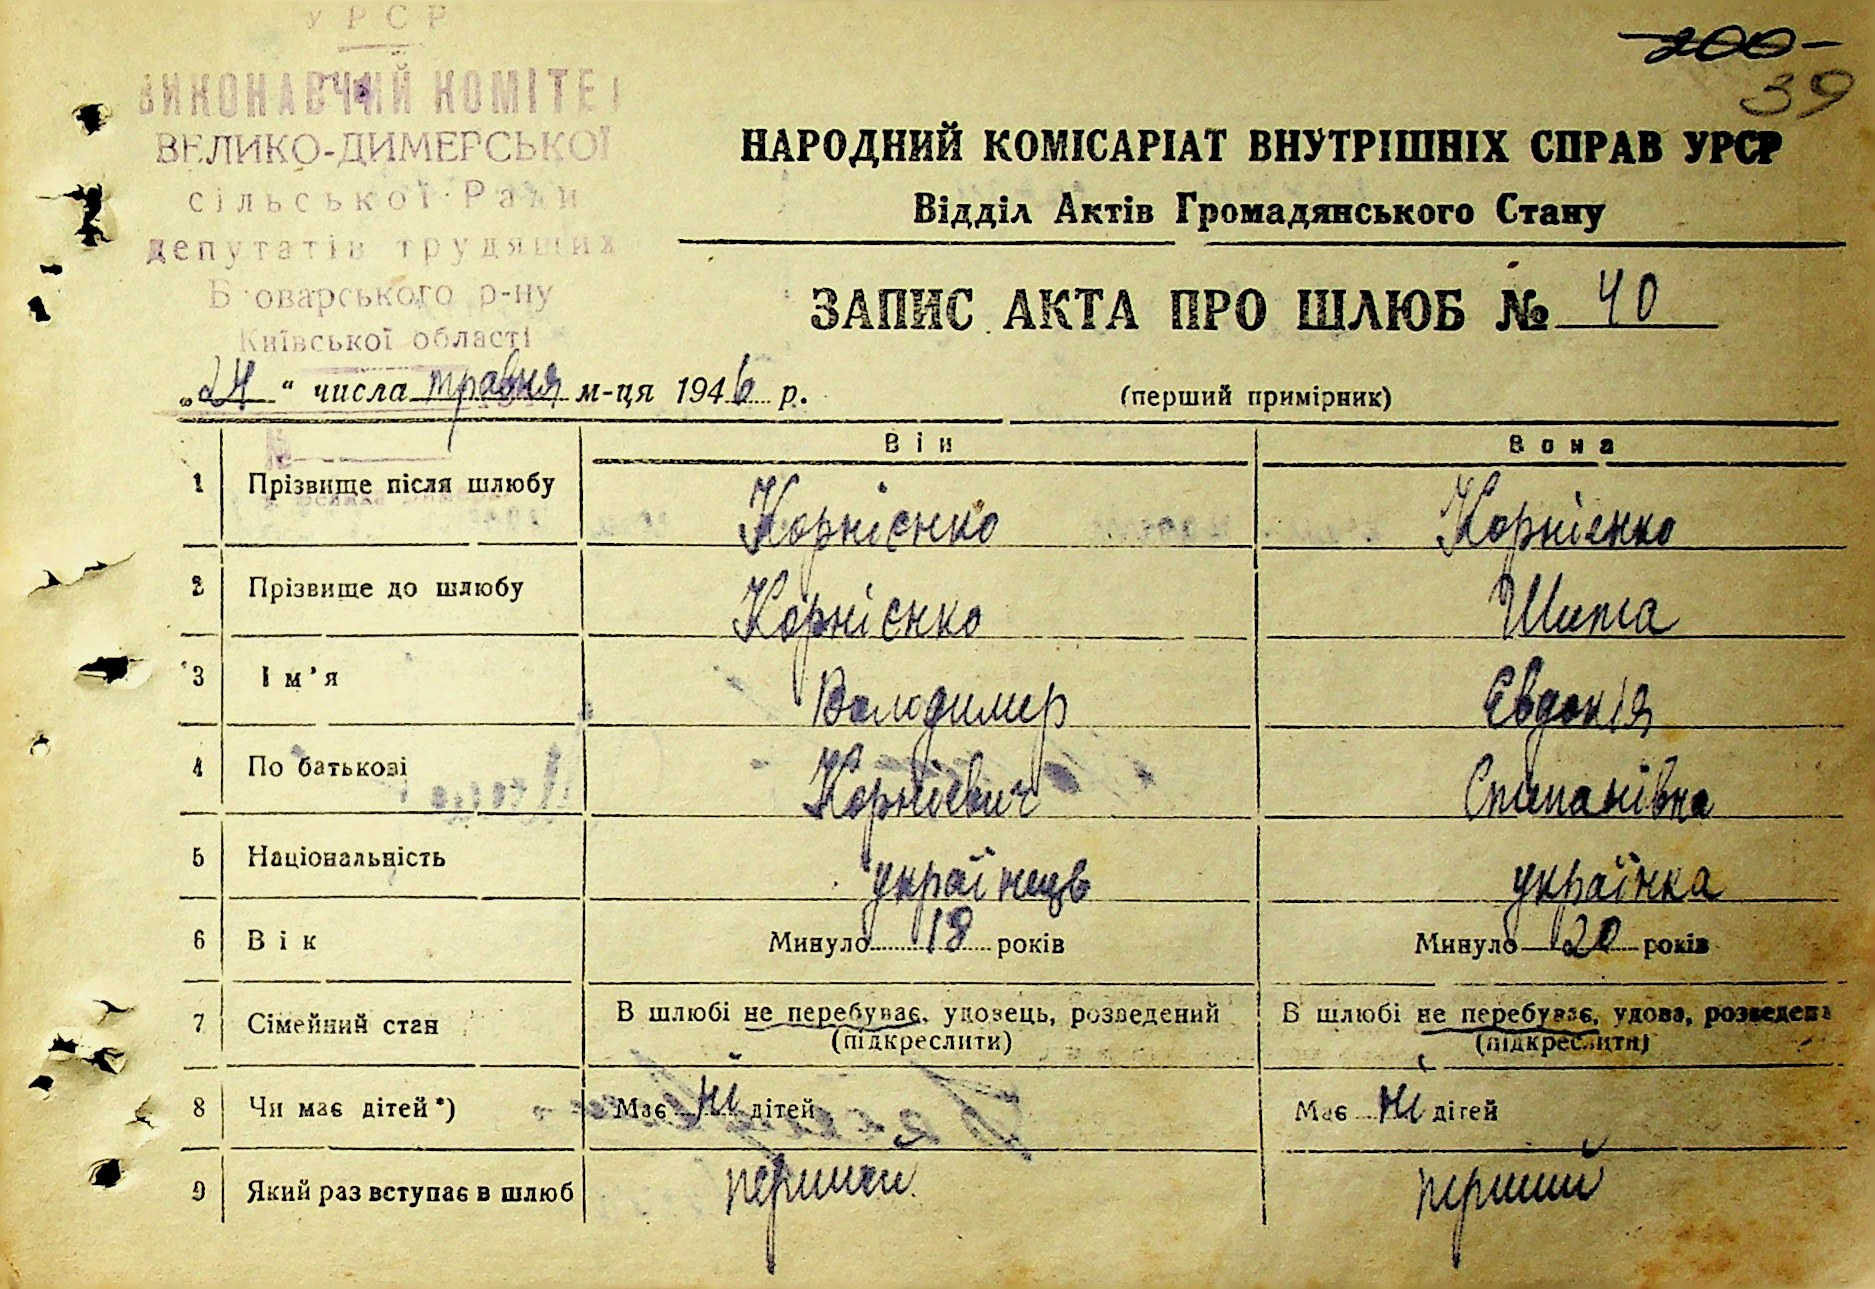 УРСР
ВИКОНАВЧИЙ КОМІТЕТ
ВЕЛИКО-ДИМЕРСЬКОЇ
сільської Ради
депутатів трудящих
Броварського р-ну
Київської області
200
39
НАРОДНИЙ КОМІСАРІАТ ВНУТРІШНІХ СПРАВ УРСР
Відділ Актів Громадянського Стану
ЗАПИС АКТА ПРО ШЛЮБ № 40
„24“ числа травня м-ця 1946 р. (перший примірник)
Він Вона
1 Прізвище після шлюбу Корнієнко Корнієнко
2 Прізвище до шлюбу Корнієнко Шипа
3 Ім'я Володимер Євдокія
4 По батькові Корнієвич Степанівна
5 Національність українець українка
6 Вік Минуло 18 років Минуло 20 років
7 Сімейний стан В шлюбі не перебуває, удовець, розведений В шлюбі не перебуває, удова, розведена
(підкреслити) (підкреслити)
8 Чи має дітей*) Має ні дітей Має ні дітей
9 Який раз вступає в шлюб перший перший